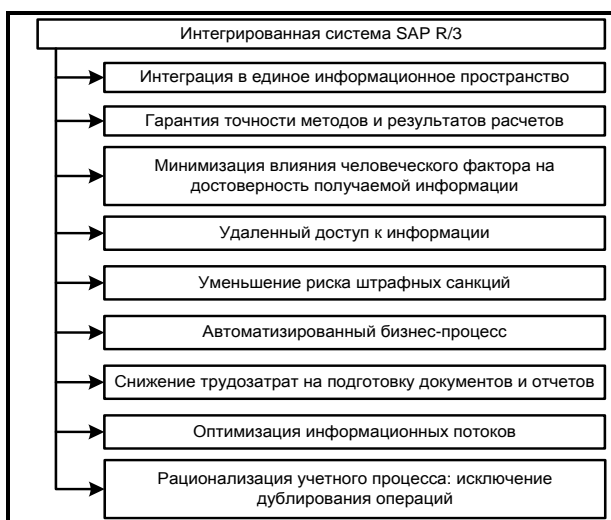 Интегрированная система SAP R/3
Интеграция в единое информационное пространство
Гарантия точности методов и результатов расчетов
Минимизация влияния человеческого фактора на
достоверность получаемой информации
Удаленный доступ к информации
Уменьшение риска штрафных санкций
Автоматизированный бизнес-процесс
Снижение трудозатрат на подготовку документов и отчетов
Оптимизация информационных потоков
Рационализация учетного процесса: исключение
дублирования операций